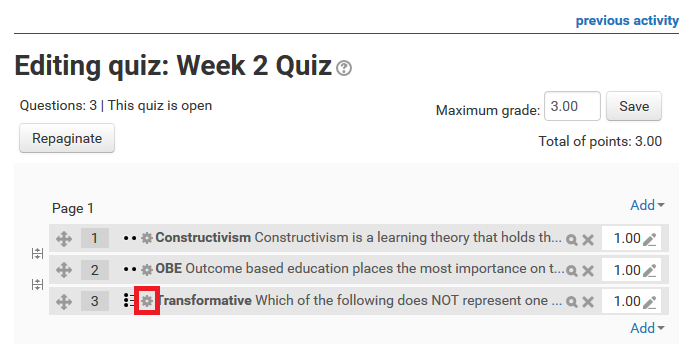 previous activity
Editing quiz: Week 2 Quiz
Questions: 3 | This quiz is open
Maximum grade: 3.00 Save
Repaginate
Total of points: 3.00
Add
Page 1
1 Constructivism Constructivism is a learning theory that holds th... 1.00
2 OBE Outcome based education places the most importance on t... 1.00
3 Transformative Which of the following does NOT represent one ... 1.00
Add